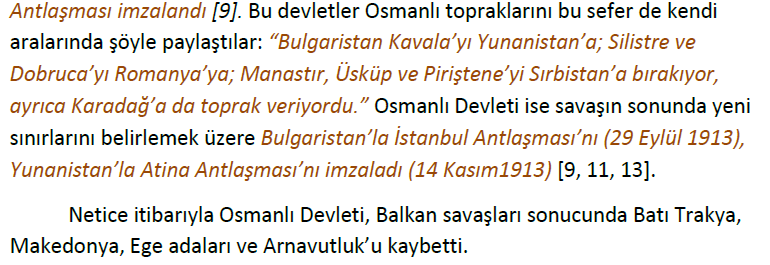 Antlaşması imzalandı [9]. Bu devletler Osmanlı topraklarını bu sefer de kendi
aralarında şöyle paylaştılar: “Bulgaristan Kavala’yı Yunanistan’a; Silistre ve
Dobruca’yı Romanya’ya; Manastır, Üsküp ve Piriştene’yi Sırbistan’a bırakıyor,
ayrıca Karadağ’a da toprak veriyordu.” Osmanlı Devleti ise savaşın sonunda yeni
sınırlarını belirlemek üzere Bulgaristan’la İstanbul Antlaşması’nı (29 Eylül 1913),
Yunanistan’la Atina Antlaşması’nı imzaladı (14 Kasım1913) [9, 11, 13].
Netice itibarıyla Osmanlı Devleti, Balkan savaşları sonucunda Batı Trakya,
Makedonya, Ege adaları ve Arnavutluk’u kaybetti.